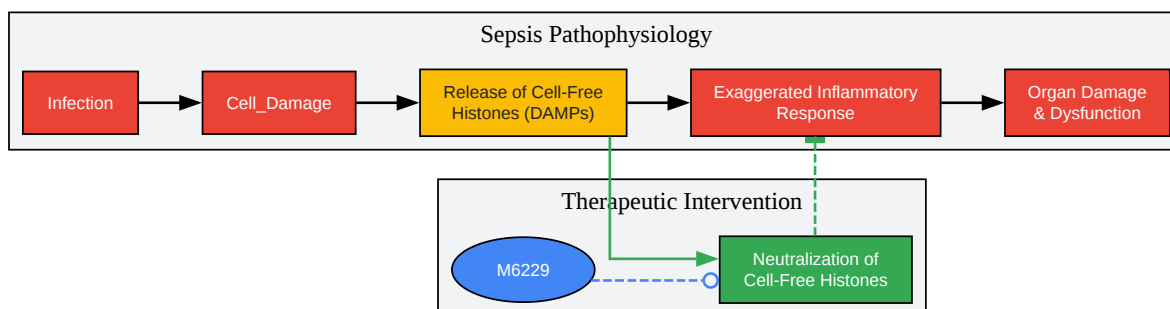 Sepsis Pathophysiology
Infection
Cell_Damage
Release of Cell-Free
Histones (DAMPs)
Exaggerated Inflammatory
Response
Organ Damage
& Dysfunction
Therapeutic Intervention
M6229
Neutralization of
Cell-Free Histones